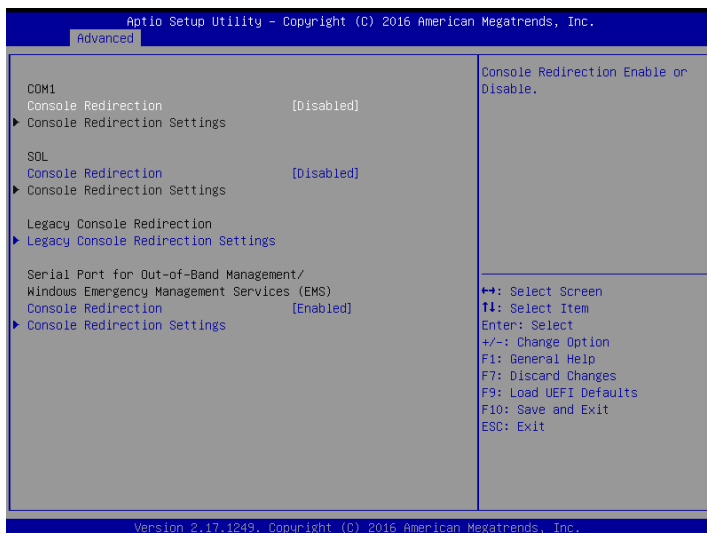 Aptio Setup Utility – Copyright (C) 2016 American Megatrends, Inc.
Advanced
COM1
Console Redirection [Disabled]
▶ Console Redirection Settings
SOL
Console Redirection [Disabled]
▶ Console Redirection Settings
Legacy Console Redirection
▶ Legacy Console Redirection Settings
Serial Port for Out-of-Band Management/
Windows Emergency Management Services (EMS)
Console Redirection [Enabled]
▶ Console Redirection Settings
Console Redirection Enable or
Disable.
↔: Select Screen
↑↓: Select Item
Enter: Select
+/-: Change Option
F1: General Help
F7: Discard Changes
F9: Load UEFI Defaults
F10: Save and Exit
ESC: Exit
Version 2.17.1249. Copyright (C) 2016 American Megatrends, Inc.